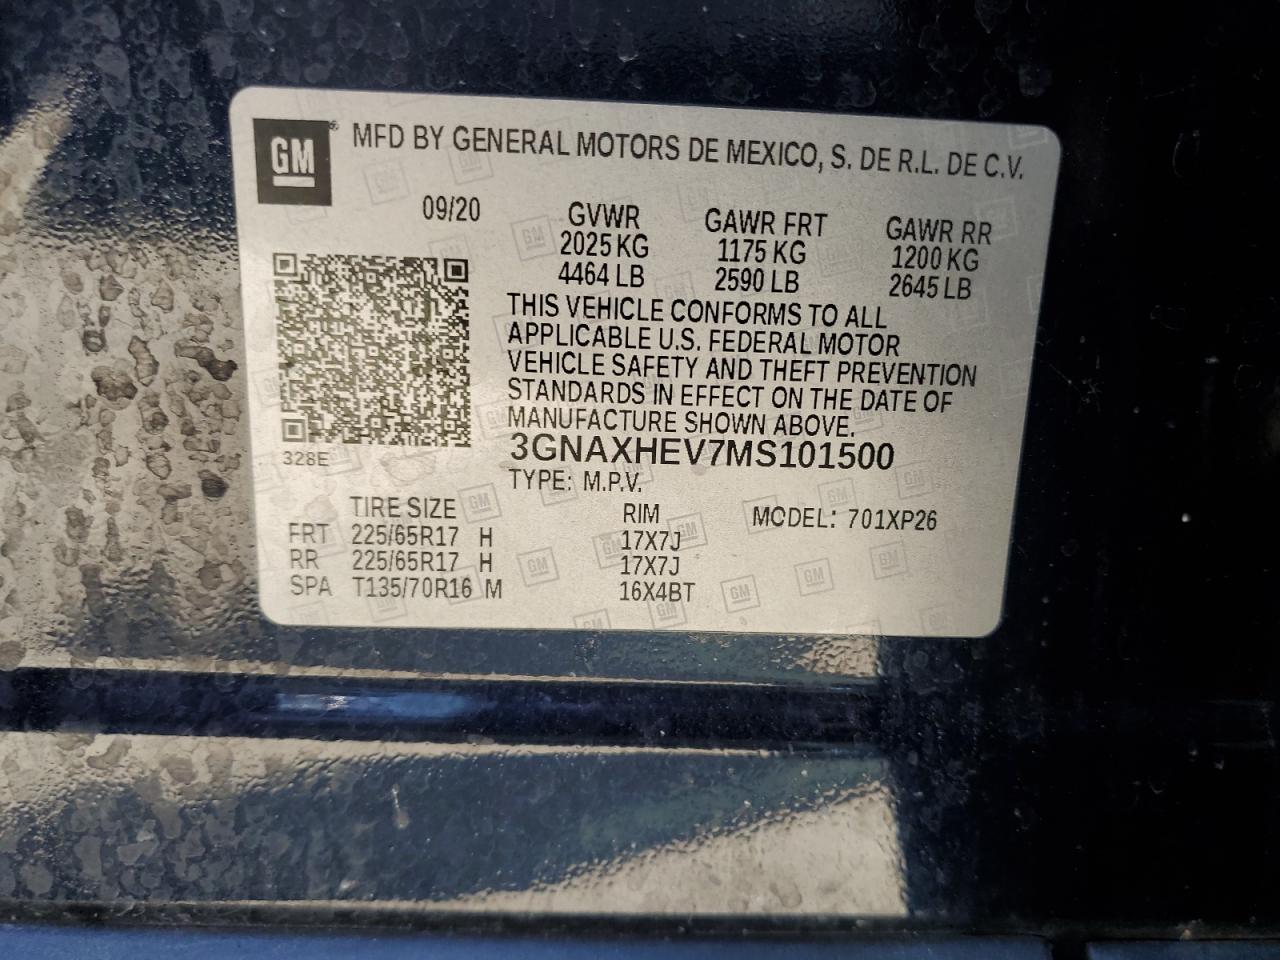 GM MFD BY GENERAL MOTORS DE MEXICO, S. DE R.L. DE C.V.
09/20 GVWR GAWR FRT GAWR RR
2025 KG 1175 KG 1200 KG
4464 LB 2590 LB 2645 LB
THIS VEHICLE CONFORMS TO ALL
APPLICABLE U.S. FEDERAL MOTOR
VEHICLE SAFETY AND THEFT PREVENTION
STANDARDS IN EFFECT ON THE DATE OF
MANUFACTURE SHOWN ABOVE.
3GNAXHEV7MS101500
328E
TYPE: M.P.V.
TIRE SIZE RIM MODEL: 701XP26
FRT 225/65R17 H 17X7J
RR 225/65R17 H 17X7J
SPA T135/70R16 M 16X4BT